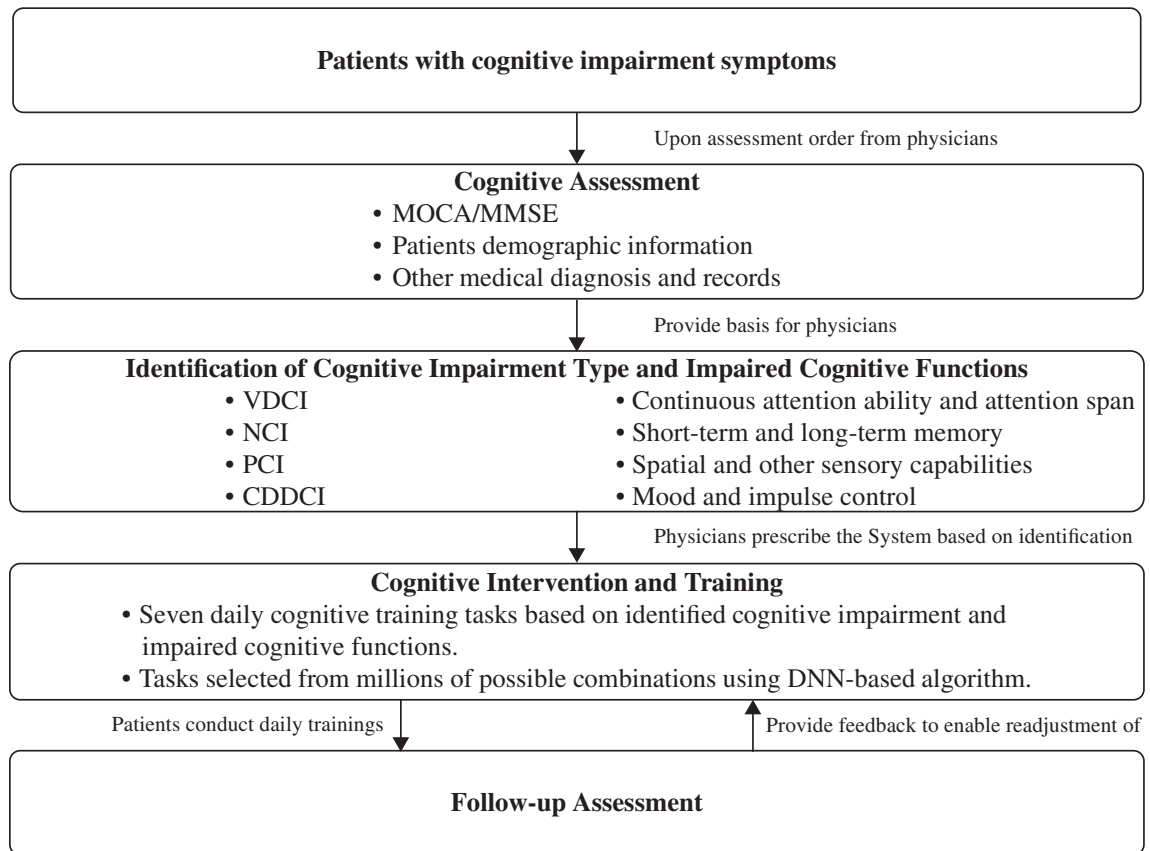 Patients with cognitive impairment symptoms
Upon assessment order from physicians
Cognitive Assessment
• MOCA/MMSE
• Patients demographic information
• Other medical diagnosis and records
Provide basis for physicians
Identification of Cognitive Impairment Type and Impaired Cognitive Functions
• VDCI
• NCI
• PCI
• CDDCI
• Continuous attention ability and attention span
• Short-term and long-term memory
• Spatial and other sensory capabilities
• Mood and impulse control
Physicians prescribe the System based on identification
Cognitive Intervention and Training
• Seven daily cognitive training tasks based on identified cognitive impairment and
impaired cognitive functions.
• Tasks selected from millions of possible combinations using DNN-based algorithm.
Patients conduct daily trainings
Provide feedback to enable readjustment of
Follow-up Assessment